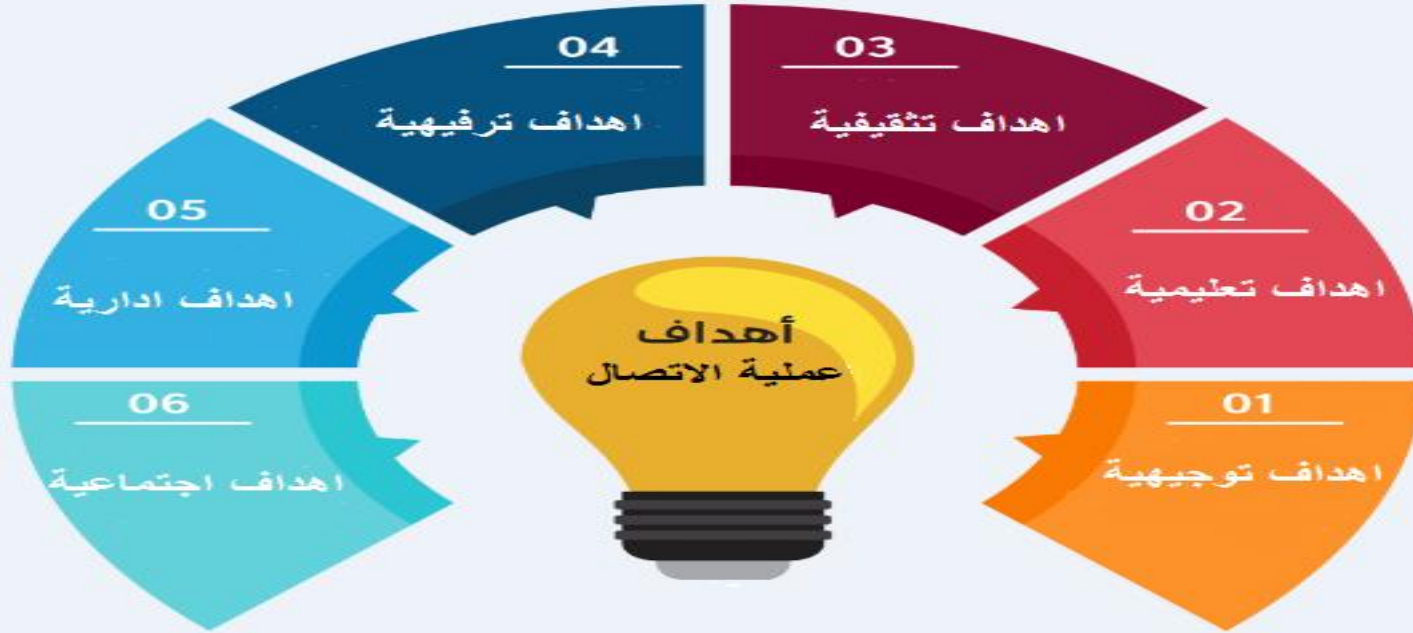 أهداف
عملية الاتصال
01
اهداف توجيهية
02
اهداف تعليمية
03
اهداف تثقيفية
04
اهداف ترفيهية
05
اهداف ادارية
06
اهداف اجتماعية